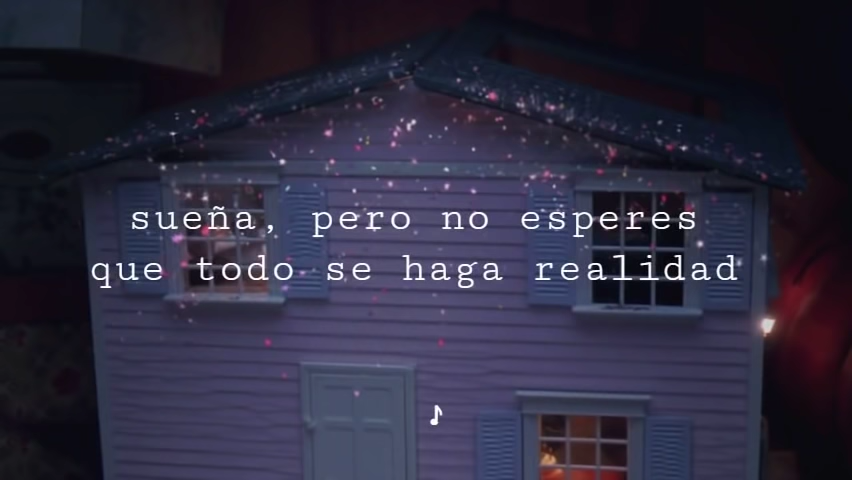 sueña, pero no esperes
que todo se haga realidad
♪